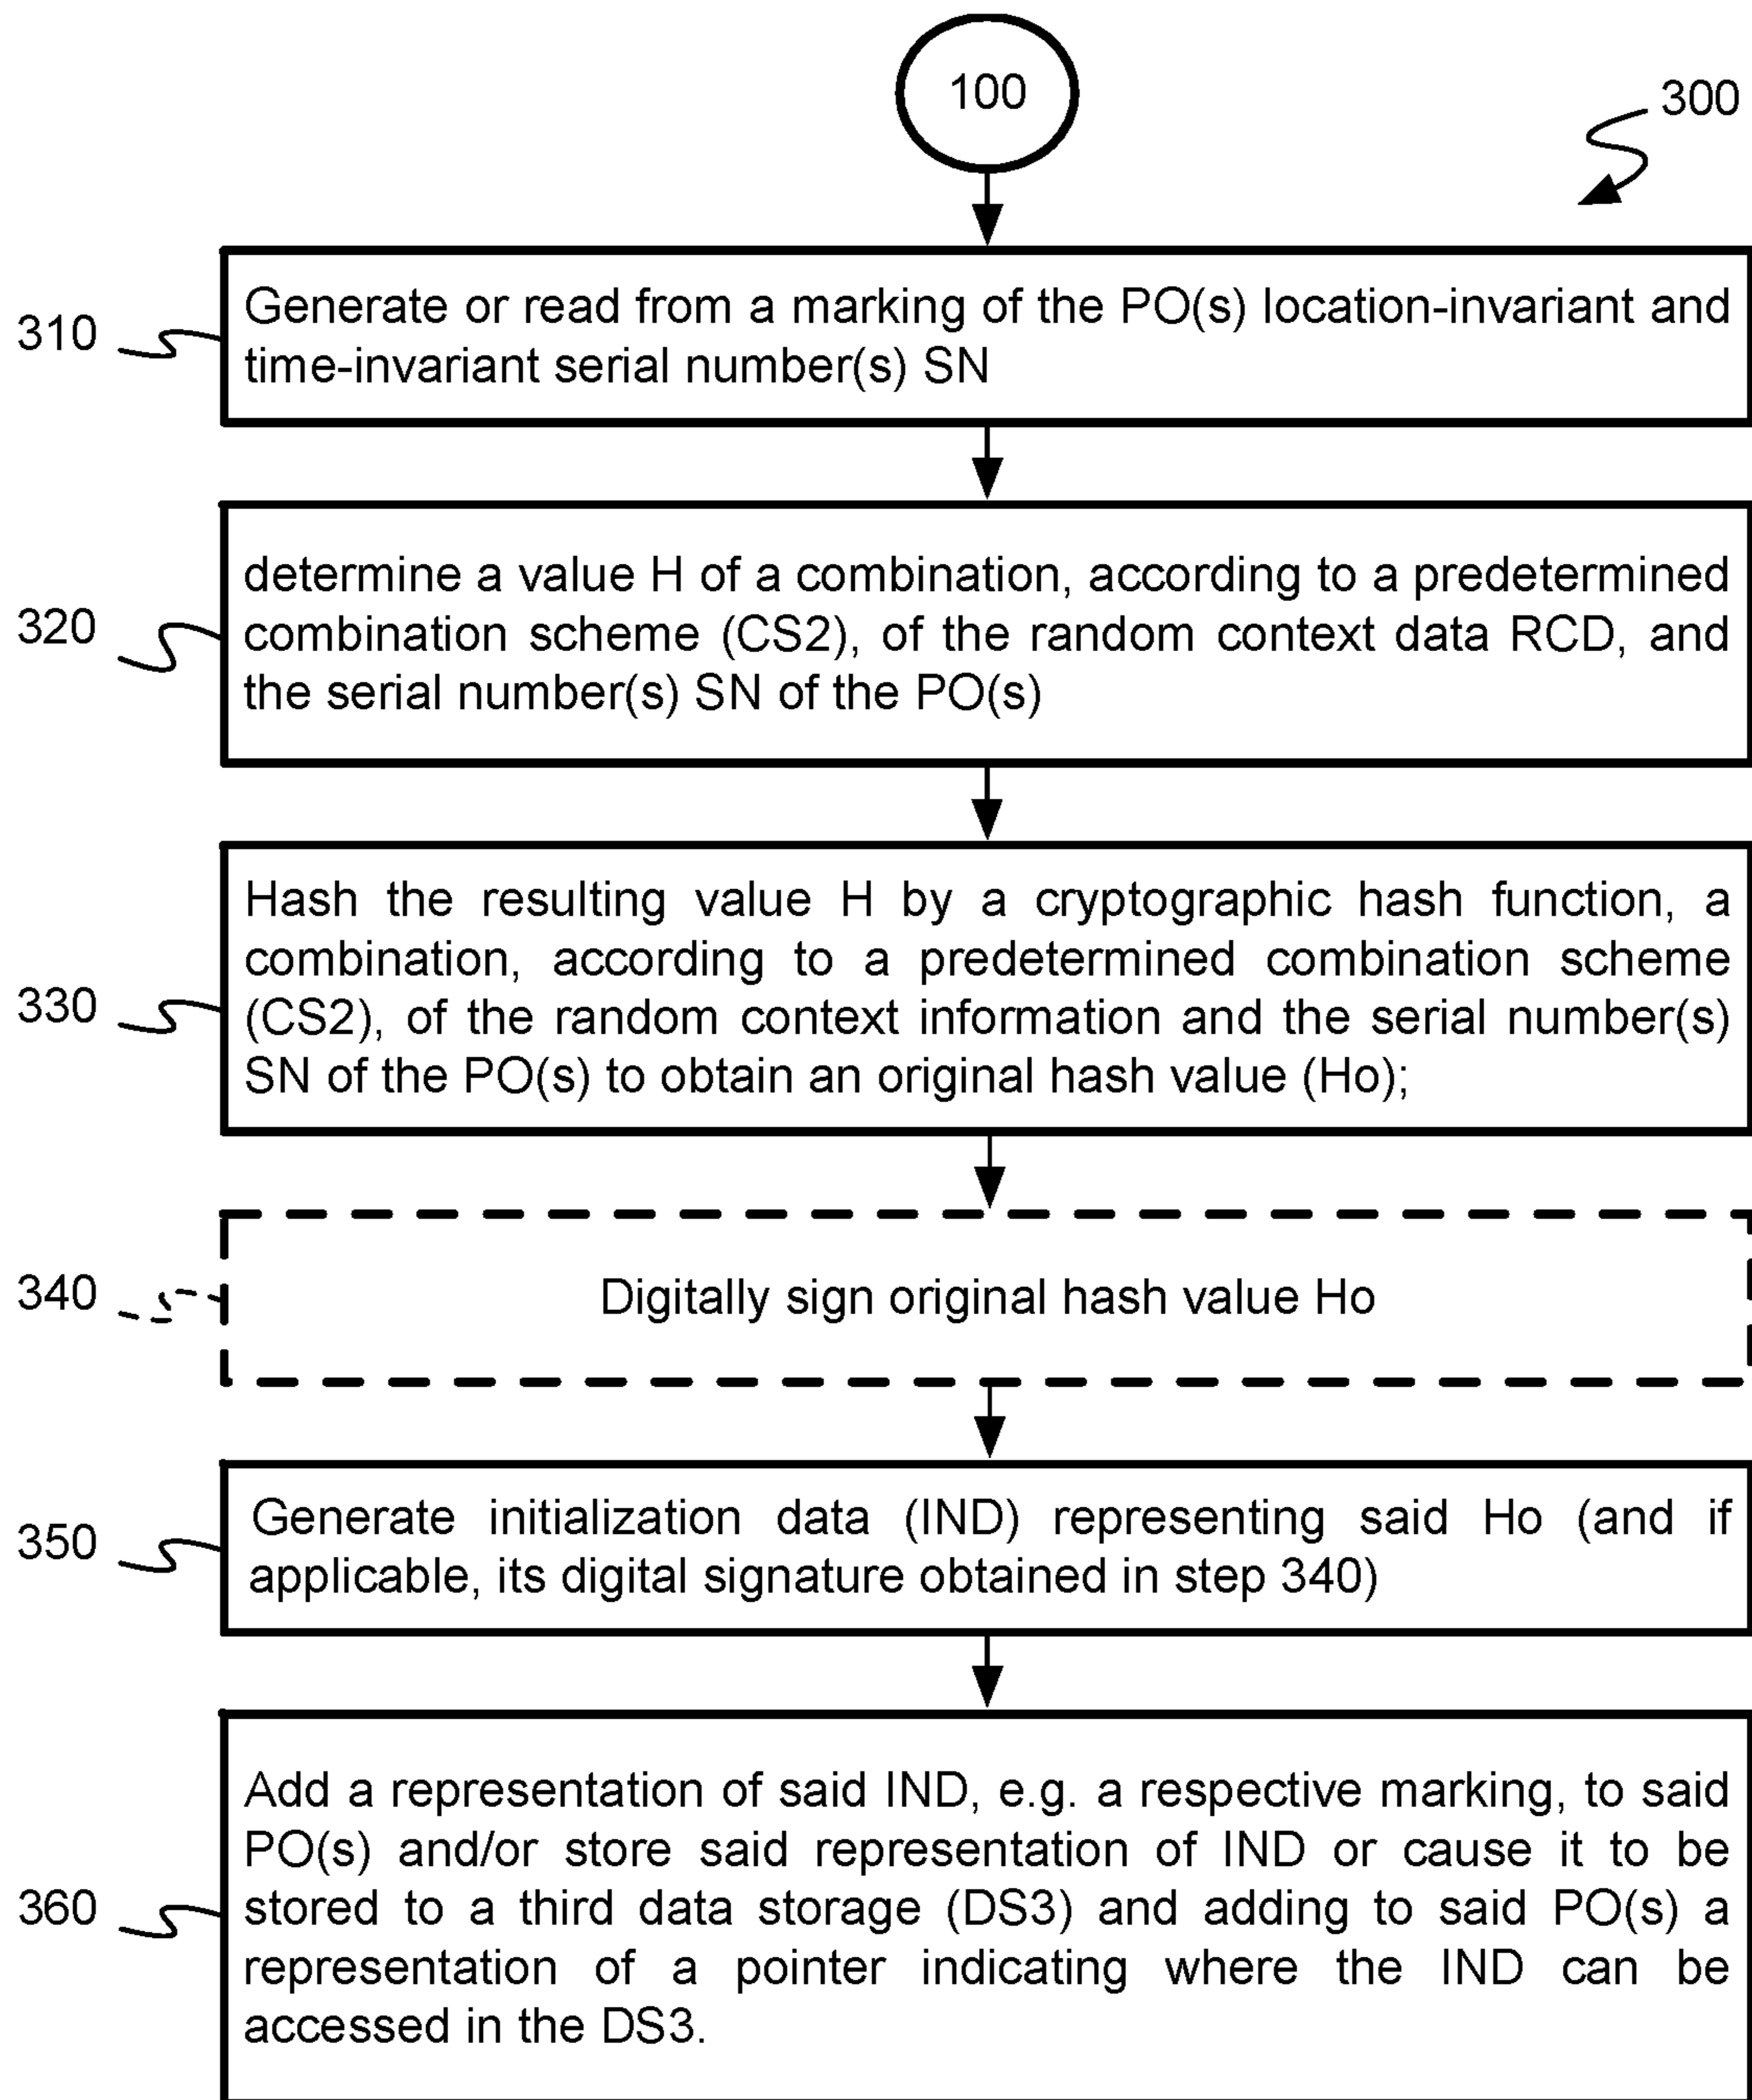 100
300
310
Generate or read from a marking of the PO(s) location-invariant and
time-invariant serial number(s) SN
320
determine a value H of a combination, according to a predetermined
combination scheme (CS2), of the random context data RCD, and
the serial number(s) SN of the PO(s)
330
Hash the resulting value H by a cryptographic hash function, a
combination, according to a predetermined combination scheme
(CS2), of the random context information and the serial number(s)
SN of the PO(s) to obtain an original hash value (Ho);
340
Digitally sign original hash value Ho
350
Generate initialization data (IND) representing said Ho (and if
applicable, its digital signature obtained in step 340)
360
Add a representation of said IND, e.g. a respective marking, to said
PO(s) and/or store said representation of IND or cause it to be
stored to a third data storage (DS3) and adding to said PO(s) a
representation of a pointer indicating where the IND can be
accessed in the DS3.